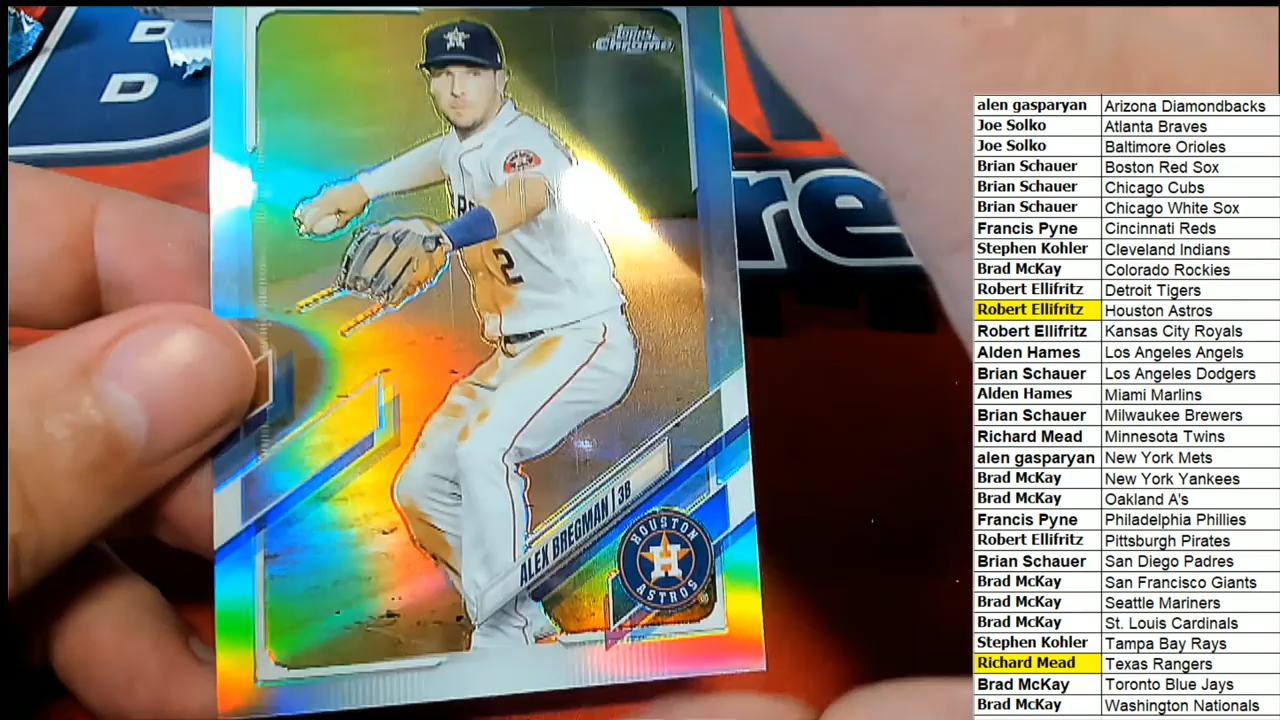 Topps
Chrome
D
D
re
2
ALEX BREGMAN | 3B
HOUSTON
ASTROS
alen gasparyan Arizona Diamondbacks
Joe Solko Atlanta Braves
Joe Solko Baltimore Orioles
Brian Schauer Boston Red Sox
Brian Schauer Chicago Cubs
Brian Schauer Chicago White Sox
Francis Pyne Cincinnati Reds
Stephen Kohler Cleveland Indians
Brad McKay Colorado Rockies
Robert Ellifritz Detroit Tigers
Robert Ellifritz Houston Astros
Robert Ellifritz Kansas City Royals
Alden Hames Los Angeles Angels
Brian Schauer Los Angeles Dodgers
Alden Hames Miami Marlins
Brian Schauer Milwaukee Brewers
Richard Mead Minnesota Twins
alen gasparyan New York Mets
Brad McKay New York Yankees
Brad McKay Oakland A's
Francis Pyne Philadelphia Phillies
Robert Ellifritz Pittsburgh Pirates
Brian Schauer San Diego Padres
Brad McKay San Francisco Giants
Brad McKay Seattle Mariners
Brad McKay St. Louis Cardinals
Stephen Kohler Tampa Bay Rays
Richard Mead Texas Rangers
Brad McKay Toronto Blue Jays
Brad McKay Washington Nationals